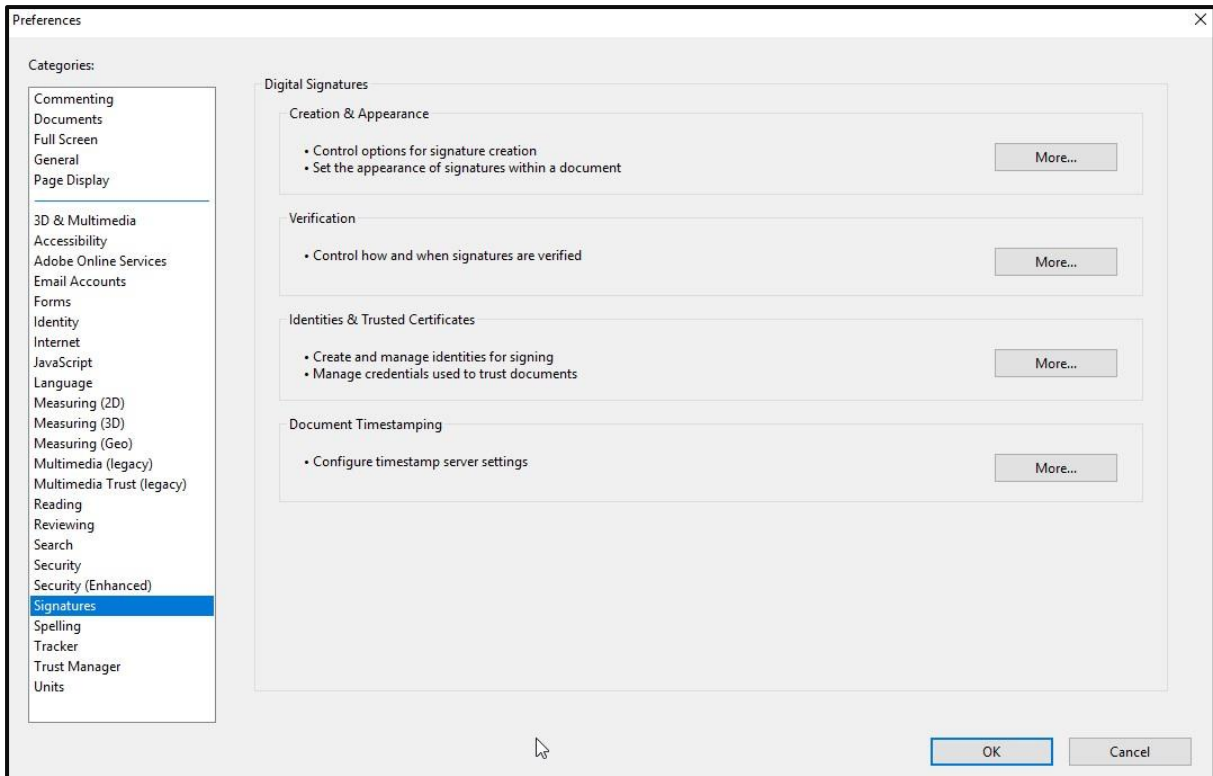 Preferences
Categories:
Commenting
Documents
Full Screen
General
Page Display
3D & Multimedia
Accessibility
Adobe Online Services
Email Accounts
Forms
Identity
Internet
JavaScript
Language
Measuring (2D)
Measuring (3D)
Measuring (Geo)
Multimedia (legacy)
Multimedia Trust (legacy)
Reading
Reviewing
Search
Security
Security (Enhanced)
Signatures
Spelling
Tracker
Trust Manager
Units
Digital Signatures
Creation & Appearance
• Control options for signature creation
• Set the appearance of signatures within a document
More...
Verification
• Control how and when signatures are verified
More...
Identities & Trusted Certificates
• Create and manage identities for signing
• Manage credentials used to trust documents
More...
Document Timestamping
• Configure timestamp server settings
More...
OK
Cancel